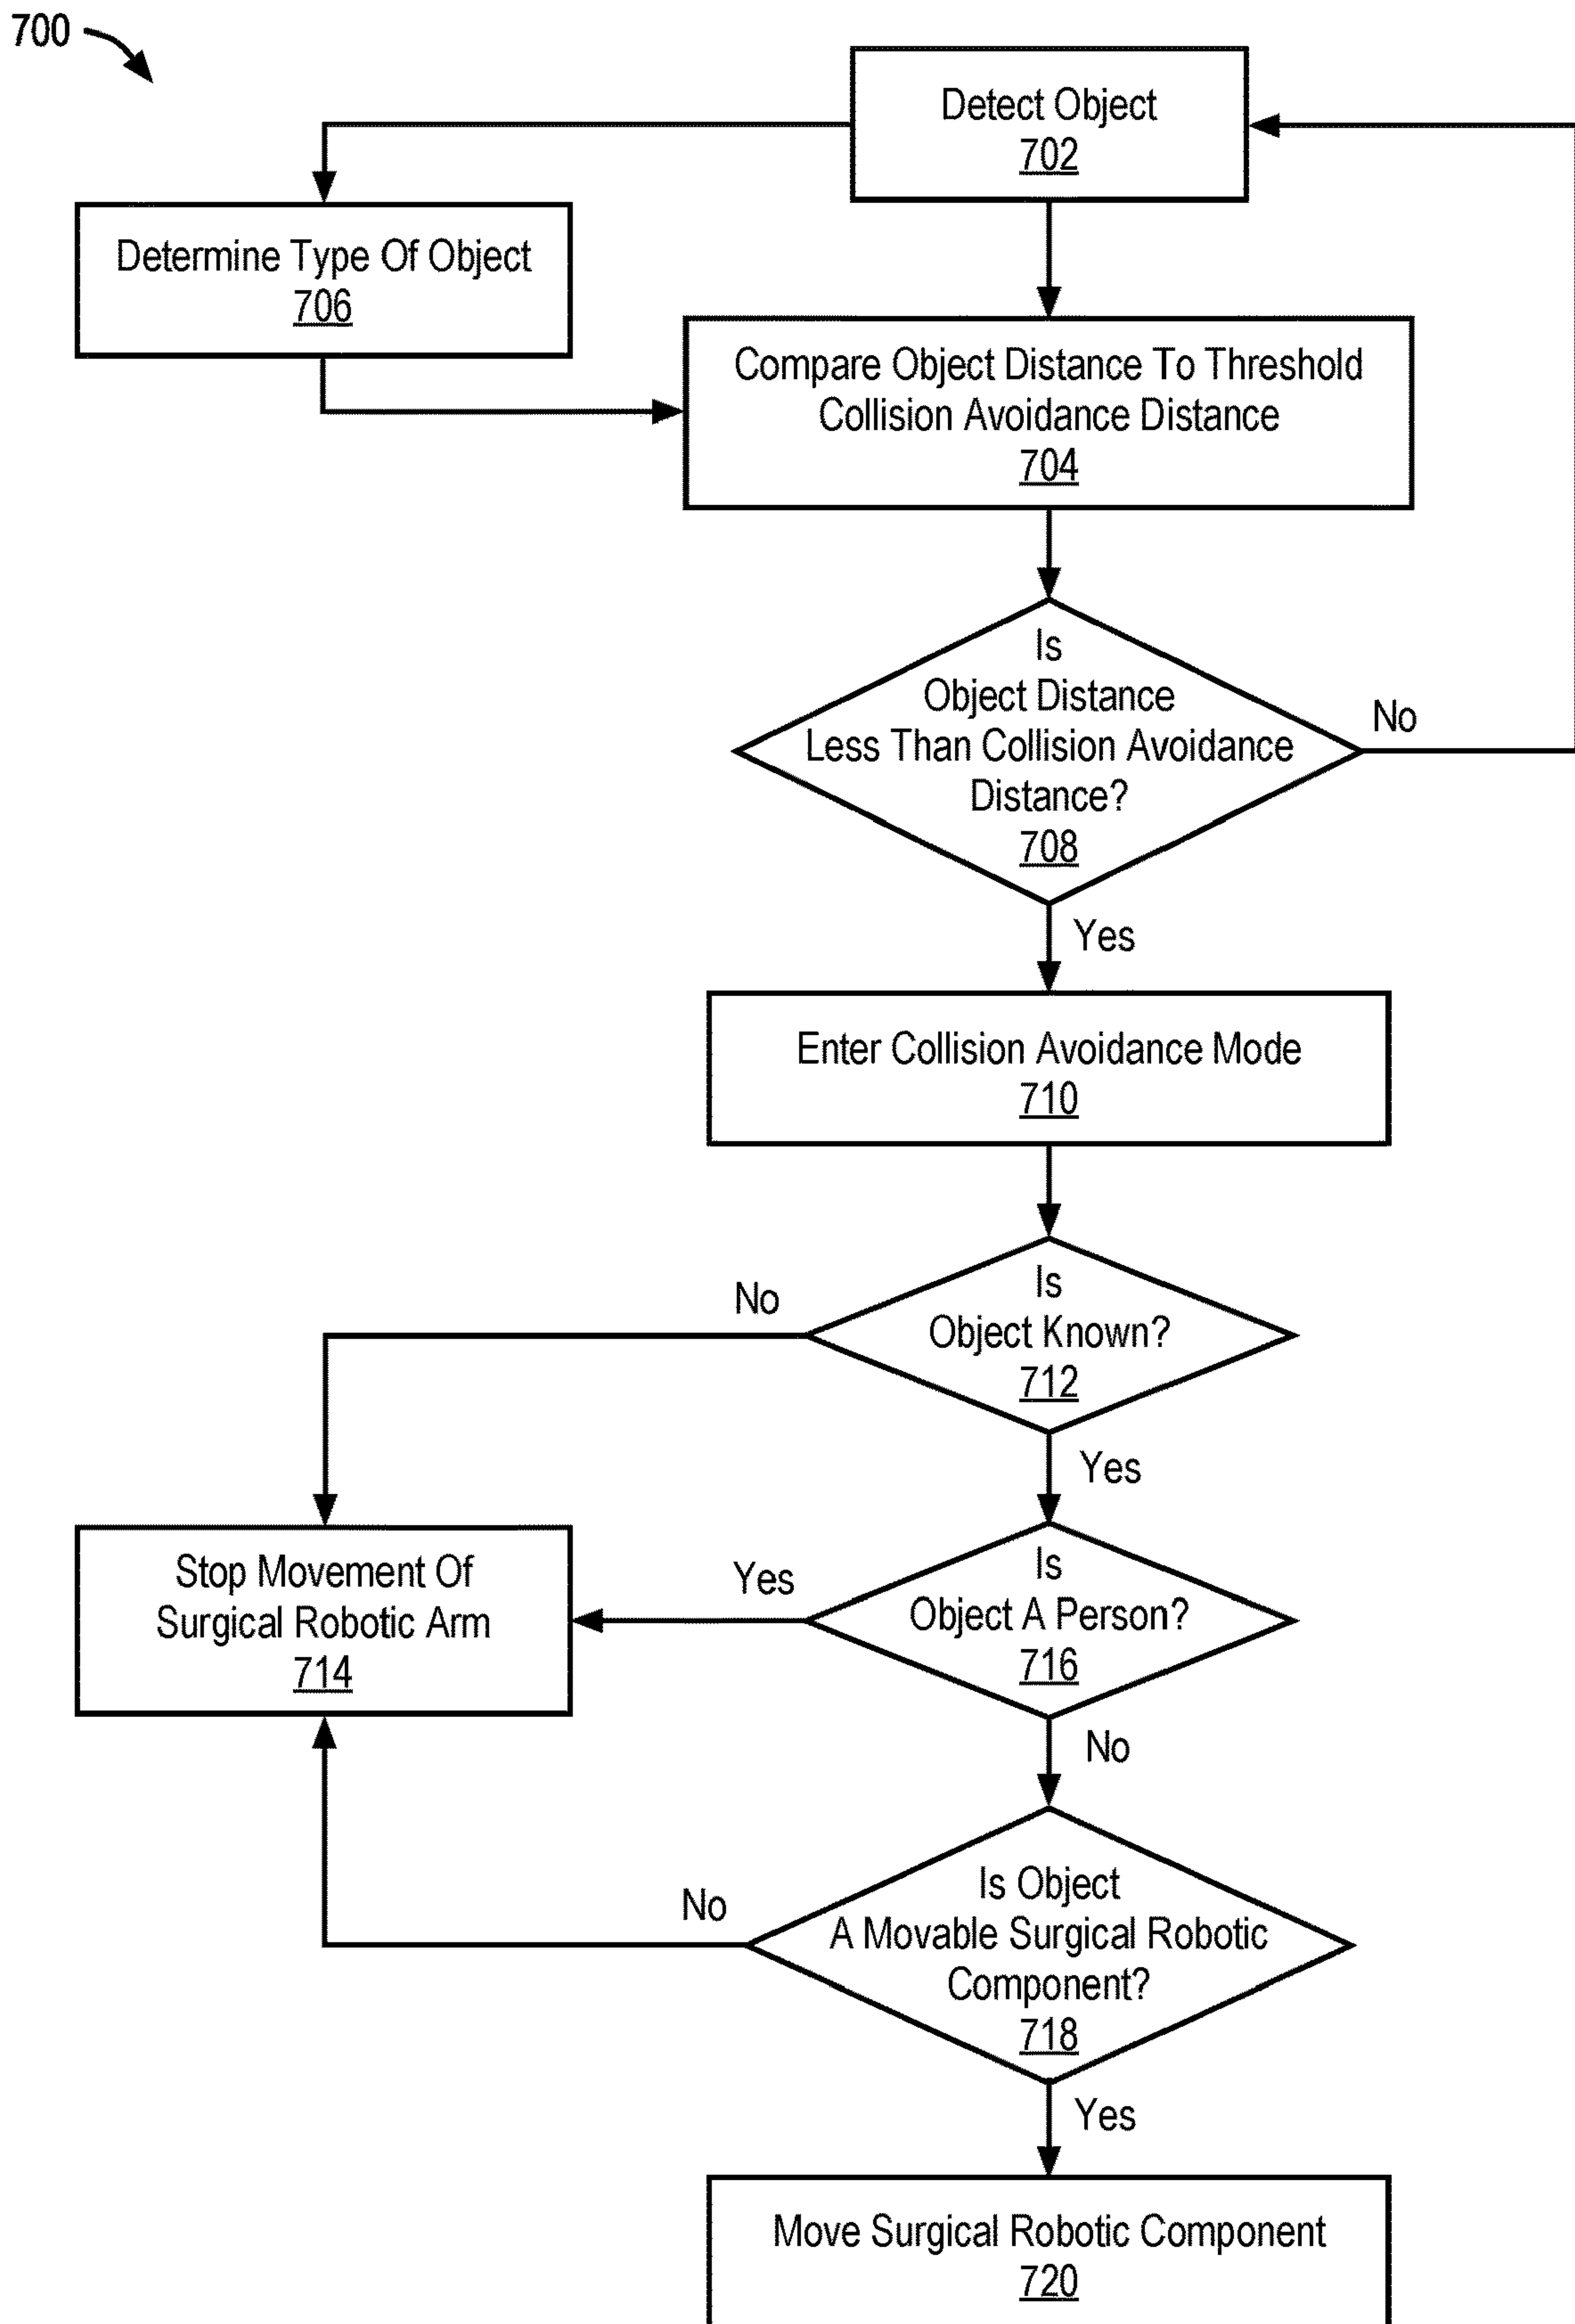 700
Detect Object
702
Determine Type Of Object
706
Compare Object Distance To Threshold
Collision Avoidance Distance
704
Is
Object Distance
Less Than Collision Avoidance
Distance?
708
No
Yes
Enter Collision Avoidance Mode
710
Is
Object Known?
712
No
Yes
Stop Movement Of
Surgical Robotic Arm
714
Yes
Is
Object A Person?
716
No
Is Object
A Movable Surgical Robotic
Component?
718
No
Yes
Move Surgical Robotic Component
720